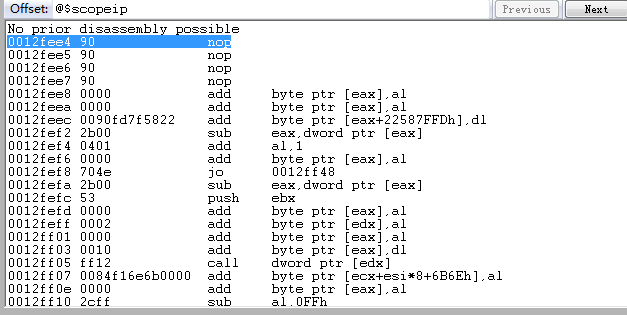 Offset: @$scopeip Previous Next
No prior disassembly possible
0012fee4 90 nop
0012fee5 90 nop
0012fee6 90 nop
0012fee7 90 nop
0012fee8 0000 add byte ptr [eax],al
0012feea 0000 add byte ptr [eax],al
0012feec 0090fd7f5822 add byte ptr [eax+22587FFDh],dl
0012fef2 2b00 sub eax,dword ptr [eax]
0012fef4 0401 add al,1
0012fef6 0000 add byte ptr [eax],al
0012fef8 704e jo 0012ff48
0012fefa 2b00 sub eax,dword ptr [eax]
0012fefc 53 push ebx
0012fefd 0000 add byte ptr [eax],al
0012feff 0002 add byte ptr [edx],al
0012ff01 0000 add byte ptr [eax],al
0012ff03 0010 add byte ptr [eax],dl
0012ff05 ff12 call dword ptr [edx]
0012ff07 0084f16e6b0000 add byte ptr [ecx+esi*8+6B6Eh],al
0012ff0e 0000 add byte ptr [eax],al
0012ff10 2cff sub al,0FFh